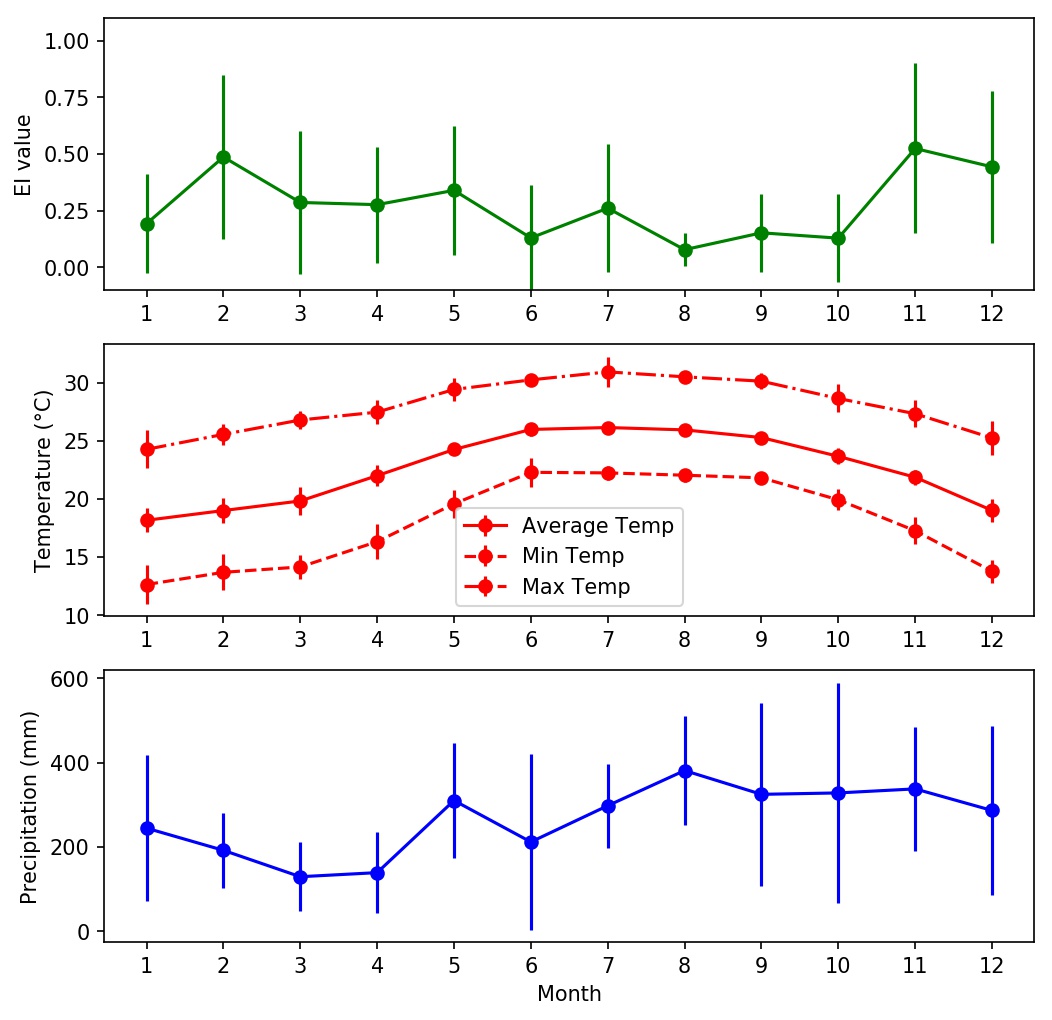 EI value
1.00
0.75
0.50
0.25
0.00
1 2 3 4 5 6 7 8 9 10 11 12
Temperature (°C)
30
25
20
15
10
Average Temp
Min Temp
Max Temp
1 2 3 4 5 6 7 8 9 10 11 12
Precipitation (mm)
600
400
200
0
1 2 3 4 5 6 7 8 9 10 11 12
Month